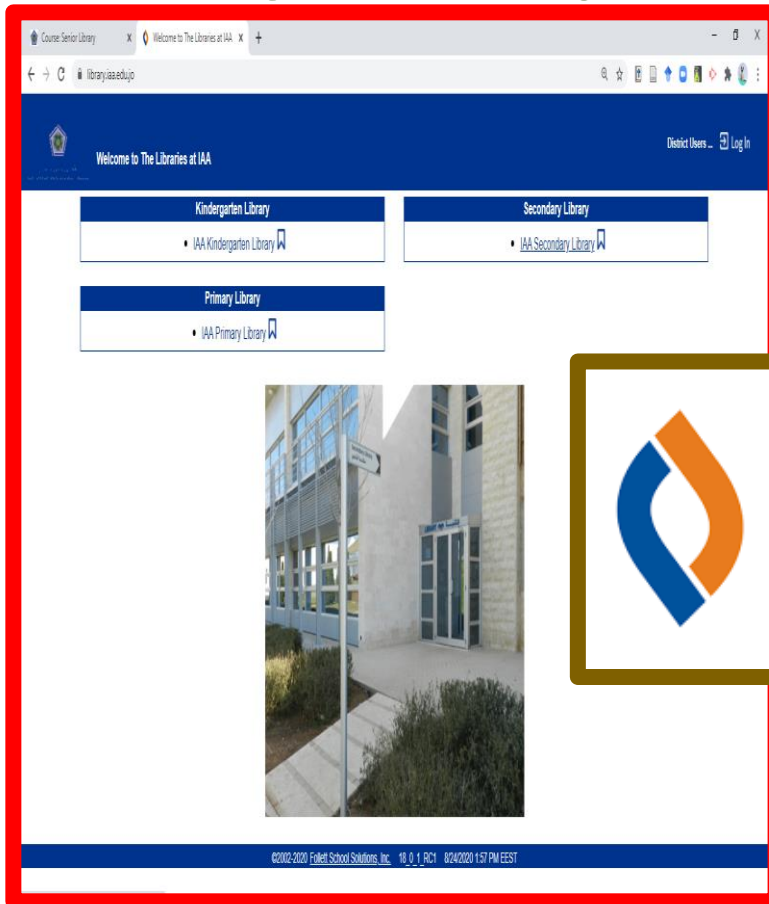 Course: Senior Library
Welcome to The Libraries at IAA
library.iaa.edu.jo
Welcome to The Libraries at IAA
District Users ... Log In
Kindergarten Library
IAA Kindergarten Library
Secondary Library
IAA Secondary Library
Primary Library
IAA Primary Library
©2002-2020 Follett School Solutions, Inc. 18_0_1_RC1 8/24/2020 1:57 PM EEST